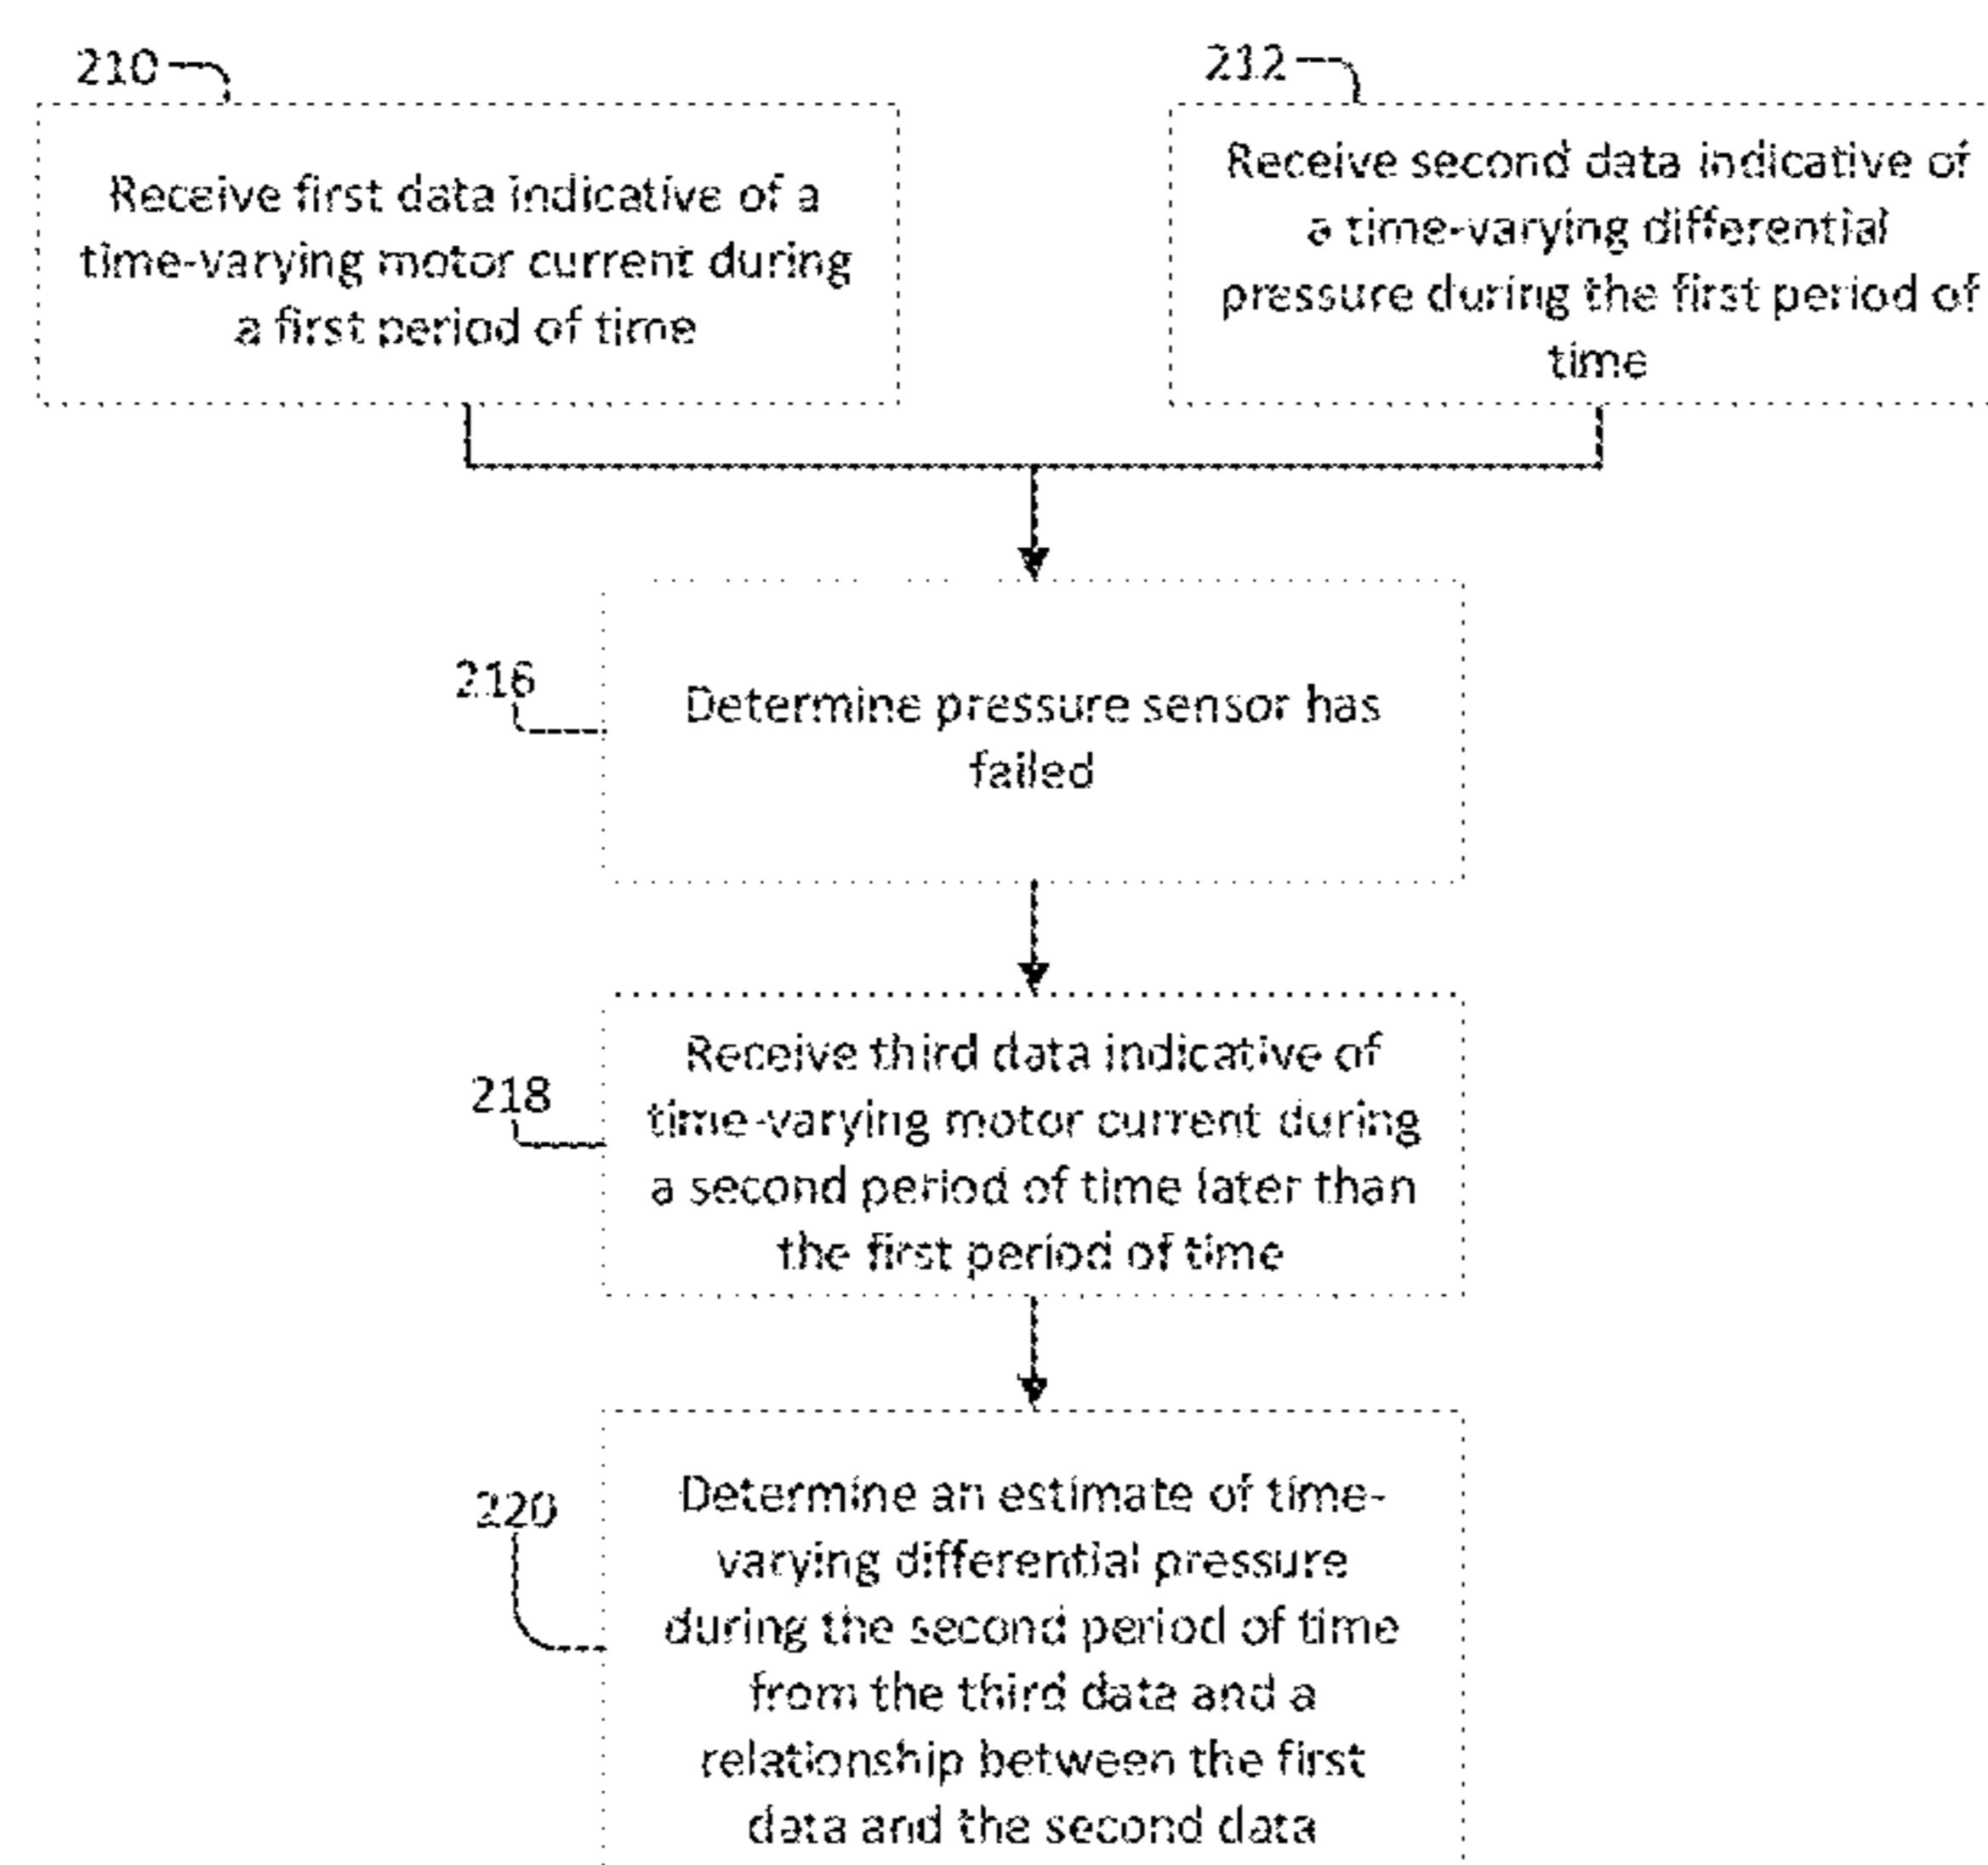 210
Receive first data indicative of a
time-varying motor current during
a first period of time
212
Receive second data indicative of
a time-varying differential
pressure during the first period of
time
216
Determine pressure sensor has
failed
218
Receive third data indicative of
time-varying motor current during
a second period of time later than
the first period of time
220
Determine an estimate of time-
varying differential pressure
during the second period of time
from the third data and a
relationship between the first
data and the second data